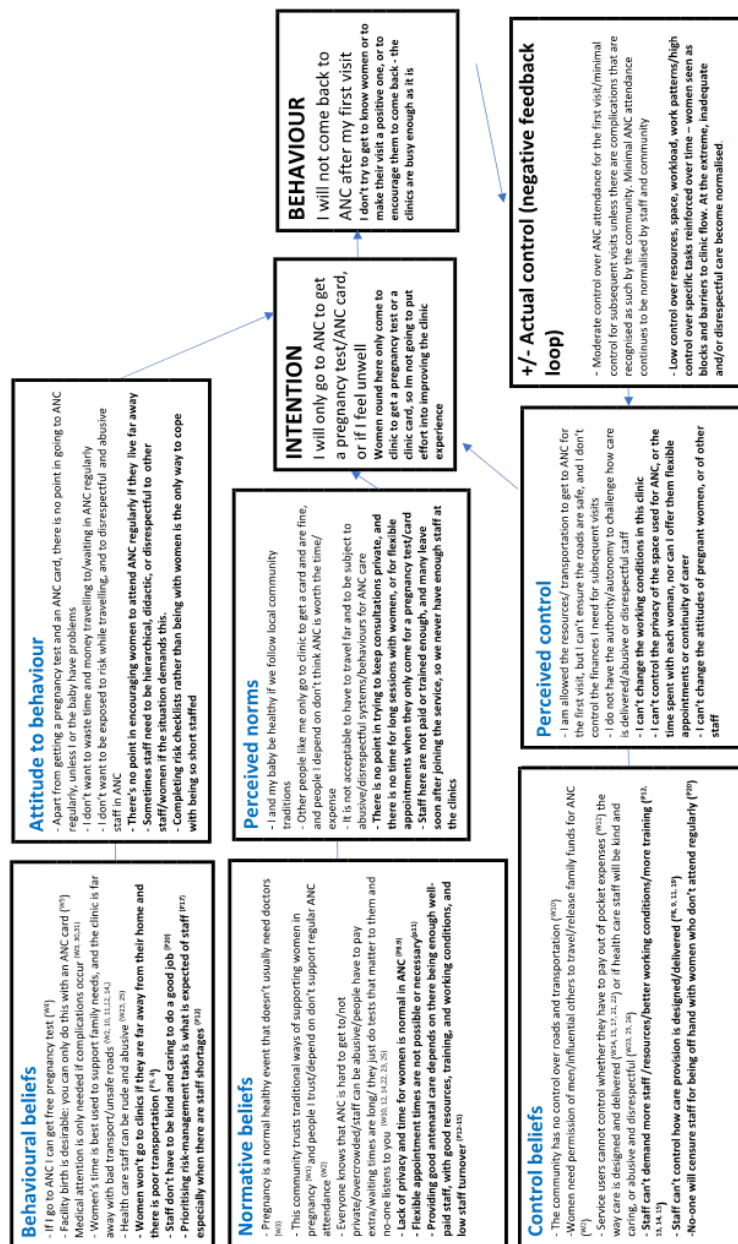 Behavioural beliefs
- If I go to ANC I can get free pregnancy test (W4)
- Facility birth is desirable: you can only do this with an ANC card (W5)
Medical attention is only needed if complications occur (W3, 30,31)
- Women's time is best used to support family needs, and the clinic is far
away with bad transport/unsafe roads (W2, 10, 11,12, 14,)
- Health care staff can be rude and abusive (W23, 25)
- Women won't go to clinics if they are far away from their home and
there is poor transportation (P8, 9)
- Staff don't have to be kind and caring to do a good job (P20)
- Prioritising risk-management tasks is what is expected of staff (P17)
especially when there are staff shortages (P12)
Attitude to behaviour
- Apart from getting a pregnancy test and an ANC card, there is no point in going to ANC
regularly, unless I or the baby have problems
- I don't want to waste time and money travelling to/waiting in ANC regularly
- I don't want to be exposed to risk while travelling, and to disrespectful and abusive
staff in ANC
- There's no point in encouraging women to attend ANC regularly if they live far away
- Sometimes staff need to be hierarchical, didactic, or disrespectful to other
staff/women if the situation demands this.
- Completing risk checklists rather than being with women is the only way to cope
with being so short staffed
Normative beliefs
- Pregnancy is a normal healthy event that doesn't usually need doctors
(W3)
- This community trusts traditional ways of supporting women in
pregnancy (W1) and people I trust/depend on don't support regular ANC
attendance (W2)
- Everyone knows that ANC is hard to get to/not
private/overcrowded/staff can be abusive/people have to pay
extra/waiting times are long/ they just do tests that matter to them and
no-one listens to you (W10, 12, 14,22, 23, 25)
- Lack of privacy and time for women is normal in ANC (P8,9)
- Flexible appointment times are not possible or necessary(p11)
- Providing good antenatal care depends on there being enough well-
paid staff, with good resources, training, and working conditions, and
low staff turnover (P12-15)
Perceived norms
- I and my baby be healthy if we follow local community
traditions
- Other people like me only go to clinic to get a card and are fine,
and people I depend on don't think ANC is worth the time/
expense
- It is not acceptable to have to travel far and to be subject to
abusive/disrespectful systems/behaviours for ANC care
- There is no point in trying to keep consultations private, and
there is no time for long sessions with women, or for flexible
appointments when they only come for a pregnancy test/card
- Staff here are not paid or trained enough, and many leave
soon after joining the service, so we never have enough staff at
the clinics
INTENTION
I will only go to ANC to get
a pregnancy test/ANC card,
or if I feel unwell
Women round here only come to
clinic to get a pregnancy test or a
clinic card, so Im not going to put
effort into improving the clinic
experience
BEHAVIOUR
I will not come back to
ANC after my first visit
I don't try to get to know women or to
make their visit a positive one, or to
encourage them to come back - the
clinics are busy enough as it is
Control beliefs
- The community has no control over roads and transportation (W10)
-Women need permission of men/influential others to travel/release family funds for ANC
(W2)
- Service users cannot control whether they have to pay out of pocket expenses (W12) the
way care is designed and delivered (W14, 15, 17, 21, 22) or if health care staff will be kind and
caring, or abusive and disrespectful (W23, 25, 26)
- Staff can't demand more staff /resources/better working conditions/more training (P12,
13, 14, 15)
- Staff can't control how care provision is designed/delivered (P8, 9, 11, 19)
-No-one will censure staff for being off hand with women who don't attend regularly (P20)
Perceived control
- I am allowed the resources/ transportation to get to ANC for
the first visit, but I can't ensure the roads are safe, and I don't
control the finances I need for subsequent visits
- I do not have the authority/autonomy to challenge how care
is delivered/abusive or disrespectful staff
- I can't change the working conditions in this clinic
- I can't control the privacy of the space used for ANC, or the
time spent with each woman, nor can I offer them flexible
appointments or continuity of carer
- I can't change the attitudes of pregnant women, or of other
staff
+/- Actual control (negative feedback
loop)
- Moderate control over ANC attendance for the first visit/minimal
control for subsequent visits unless there are complications that are
recognised as such by the community. Minimal ANC attendance
continues to be normalised by staff and community
- Low control over resources, space, workload, work patterns/high
control over specific tasks reinforced over time – women seen as
blocks and barriers to clinic flow. At the extreme, inadequate
and/or disrespectful care become normalised.